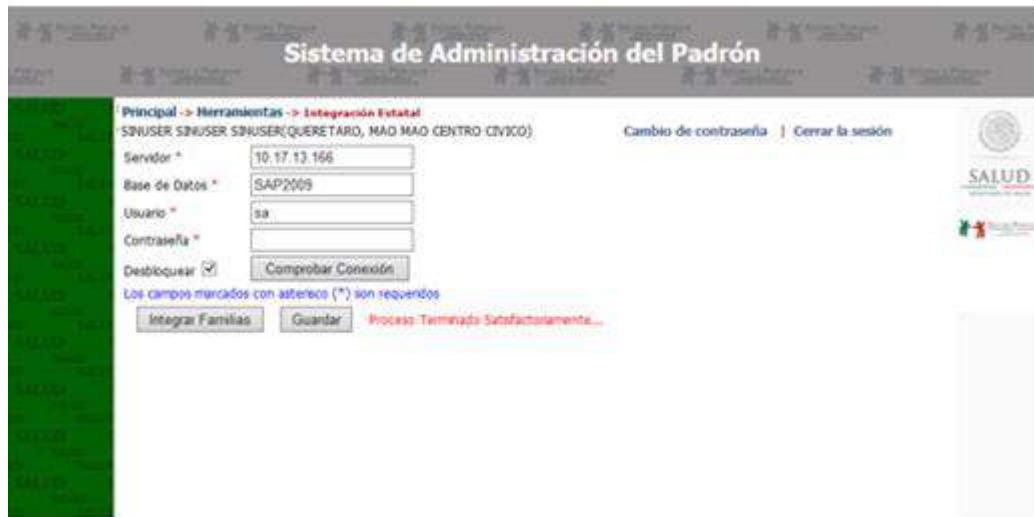 Sistema de Administración del Padrón
Principal -> Herramientas -> Integración Estatal
SINUSER SINUSER SINUSER(QUERETARO, MAO MAO CENTRO CIVICO)
Cambio de contraseña | Cerrar la sesión
Servidor *
10.17.13.166
Base de Datos *
SAP2009
Usuario *
sa
Contraseña *
Desbloquear
Comprobar Conexión
Los campos marcados con asterisco (*) son requeridos
Integrar Familias
Guardar
Proceso Terminado Satisfactoriamente...
SALUD